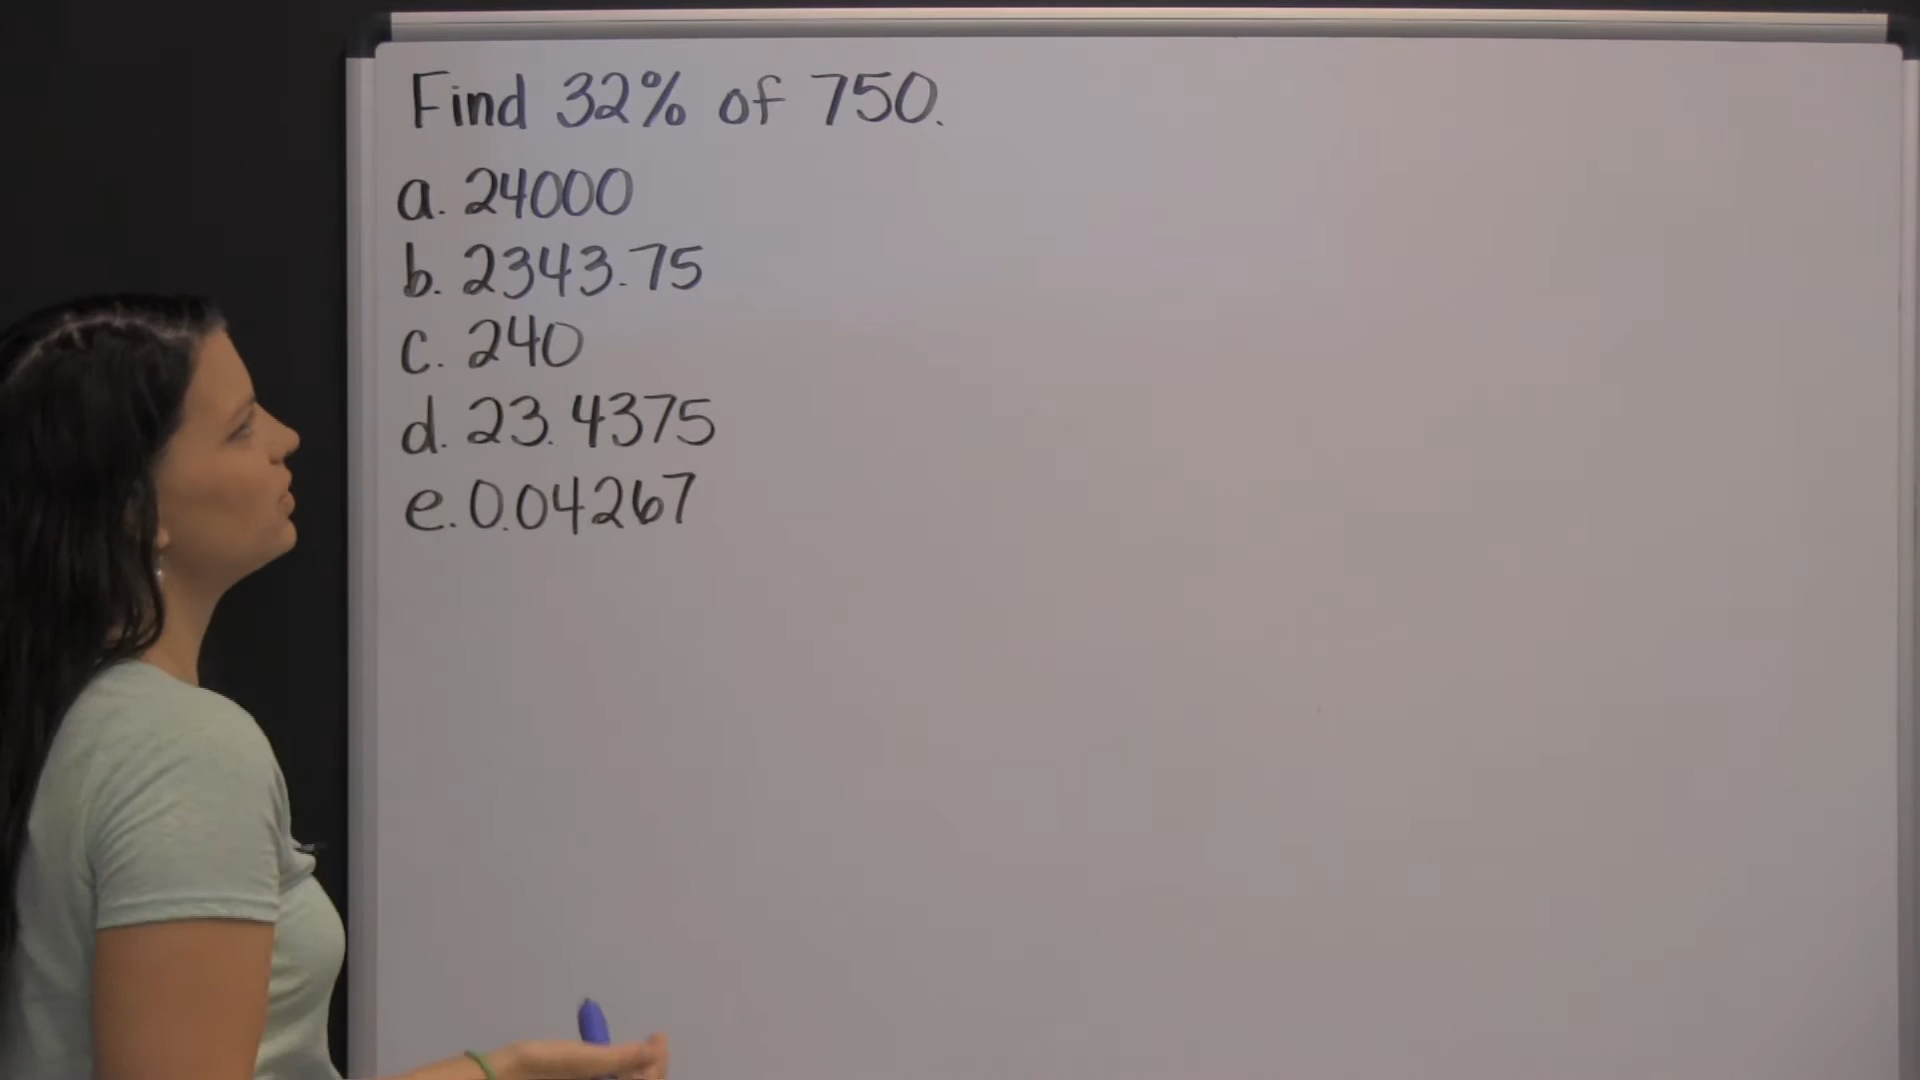 Find 32% of 750.
a. 24000
b. 2343.75
c. 240
d. 23.4375
e. 0.04267